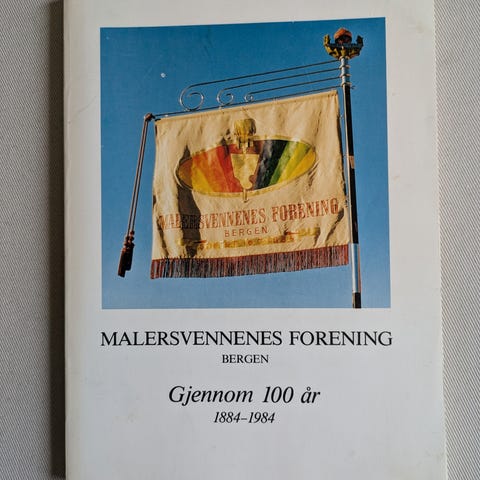 MALERSVENNENES FORENING
BERGEN
MALERSVENNENES FORENING
BERGEN
Gjennom 100 år
1884–1984